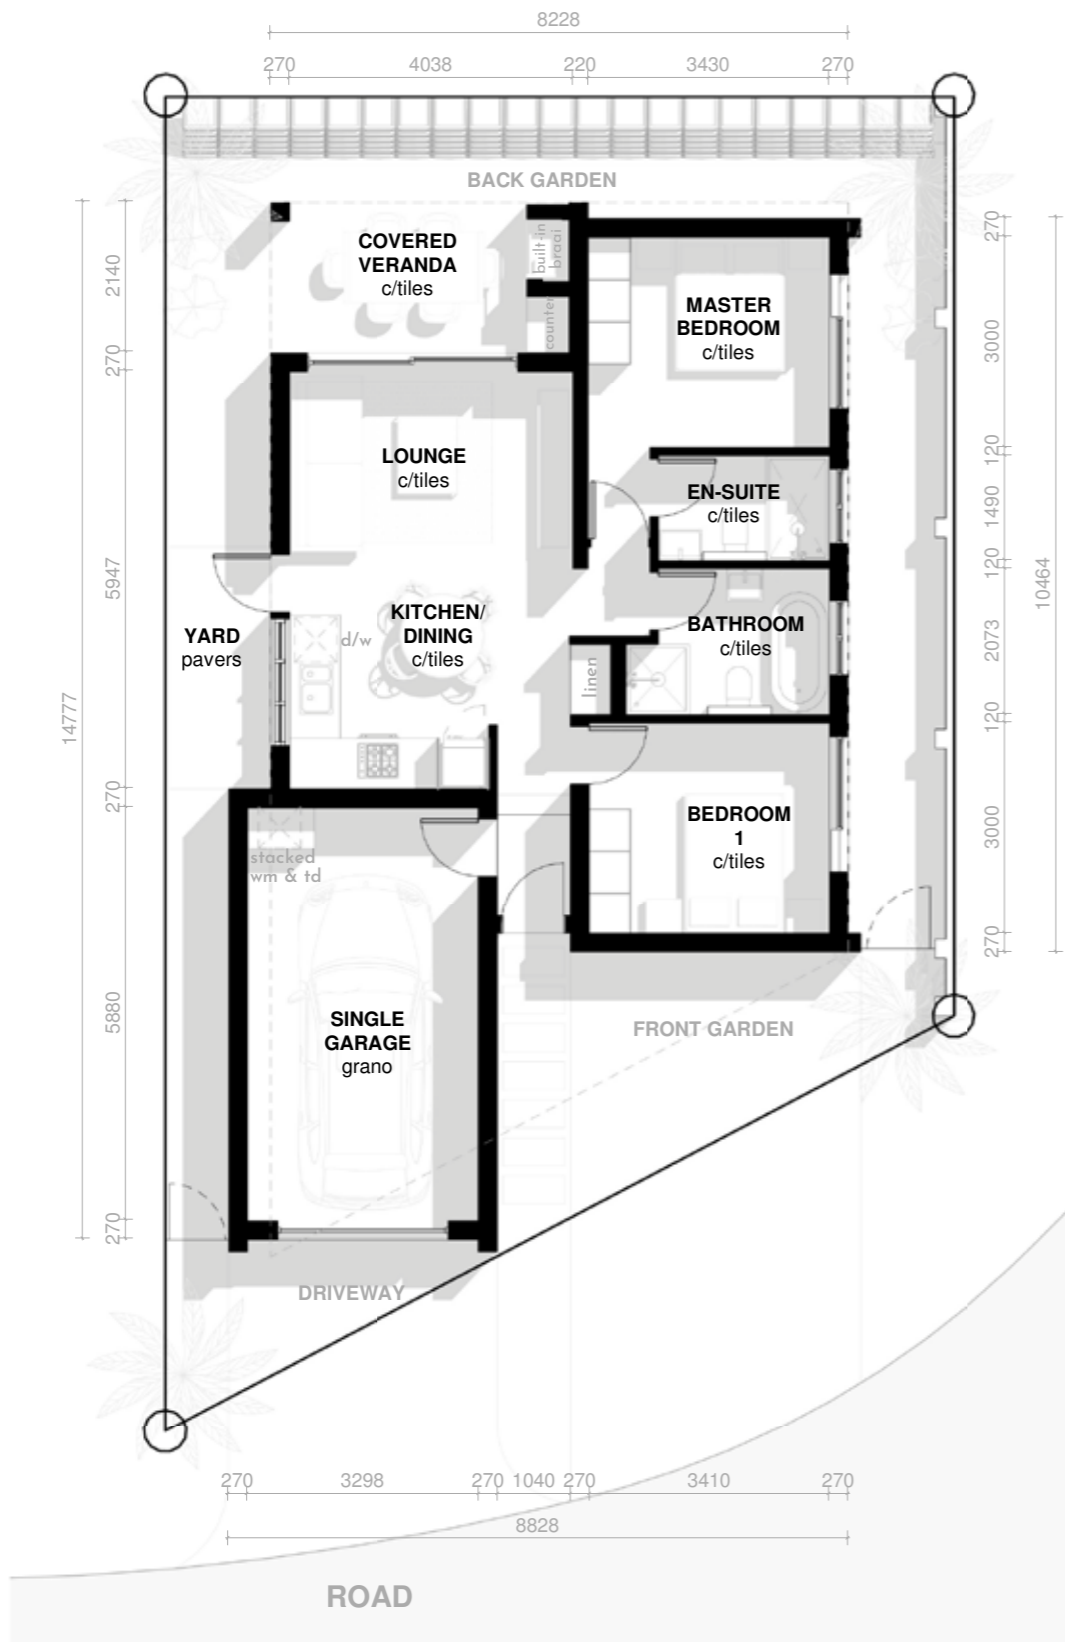 8228
270 4038 220 3430 270
BACK GARDEN
COVERED
VERANDA
c/tiles
built-in
braai
counter
MASTER
BEDROOM
c/tiles
LOUNGE
c/tiles
EN-SUITE
c/tiles
KITCHEN/
DINING
c/tiles
d/w
YARD
pavers
BATHROOM
c/tiles
linen
BEDROOM
1
c/tiles
stacked
wm & td
SINGLE
GARAGE
grano
FRONT GARDEN
DRIVEWAY
14777
2140
270
5947
270
5880
270
270
3000
120
1490
120
2073
120
3000
270
10464
270 3298 270 1040 270 3410 270
8828
ROAD